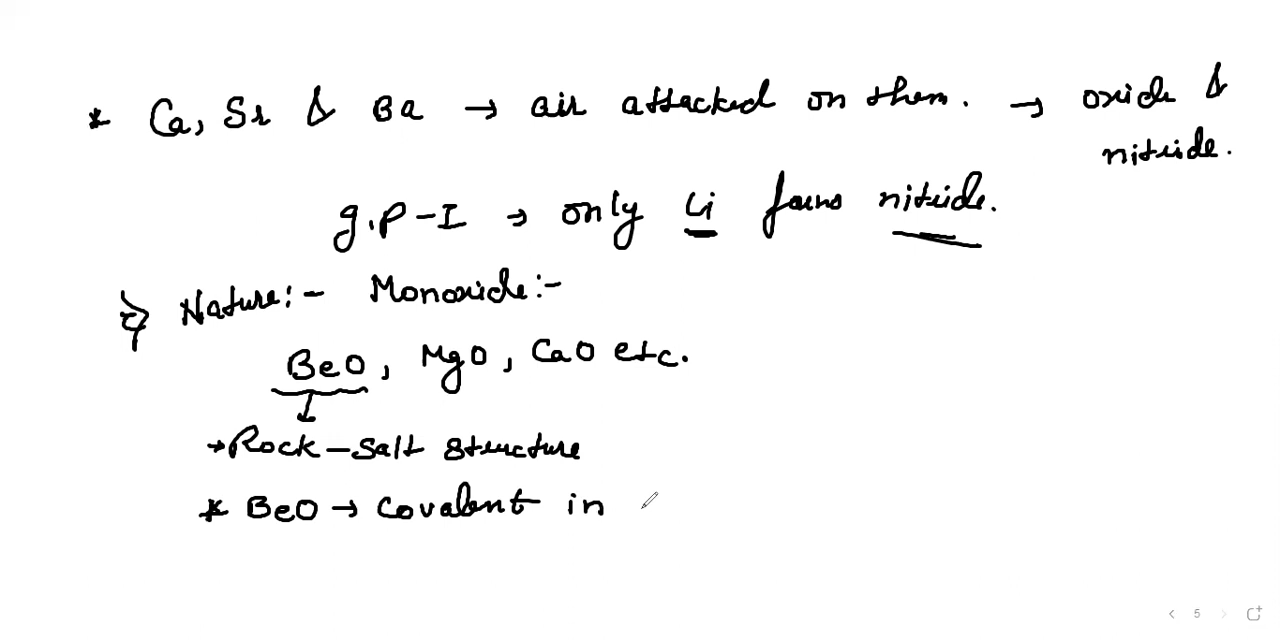 * Ca, Sr & Ba → air attacked on them. → oxide &
nitride.
g.P-I → only Li forms nitride.
⇒ Nature:- Monoxide:-
BeO, MgO, CaO etc.
→ Rock-Salt structure
* BeO → Covalent in
< 5 >